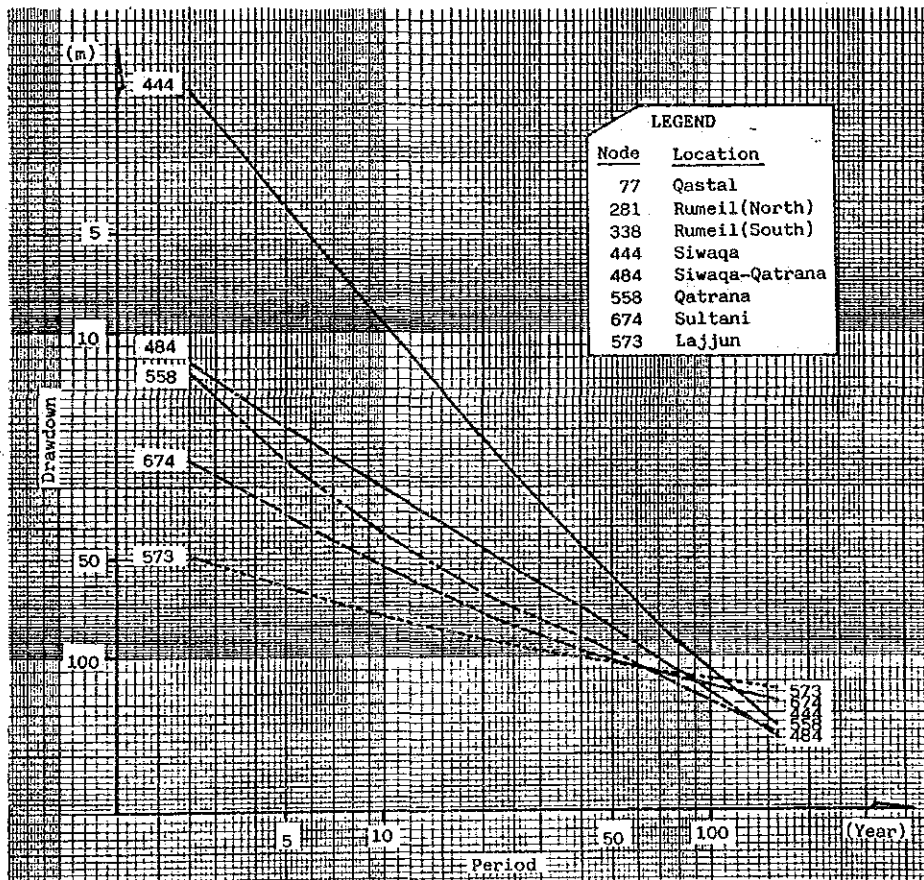 (m)
444
LEGEND
Node Location
77 Qastal
281 Rumeil(North)
338 Rumeil(South)
444 Siwaqa
484 Siwaqa-Qatrana
558 Qatrana
674 Sultani
573 Lajjun
5
10
484
558
Drawdown
674
50
573
100
573
674
444
558
484
5
10
50
100
(Year)
Period